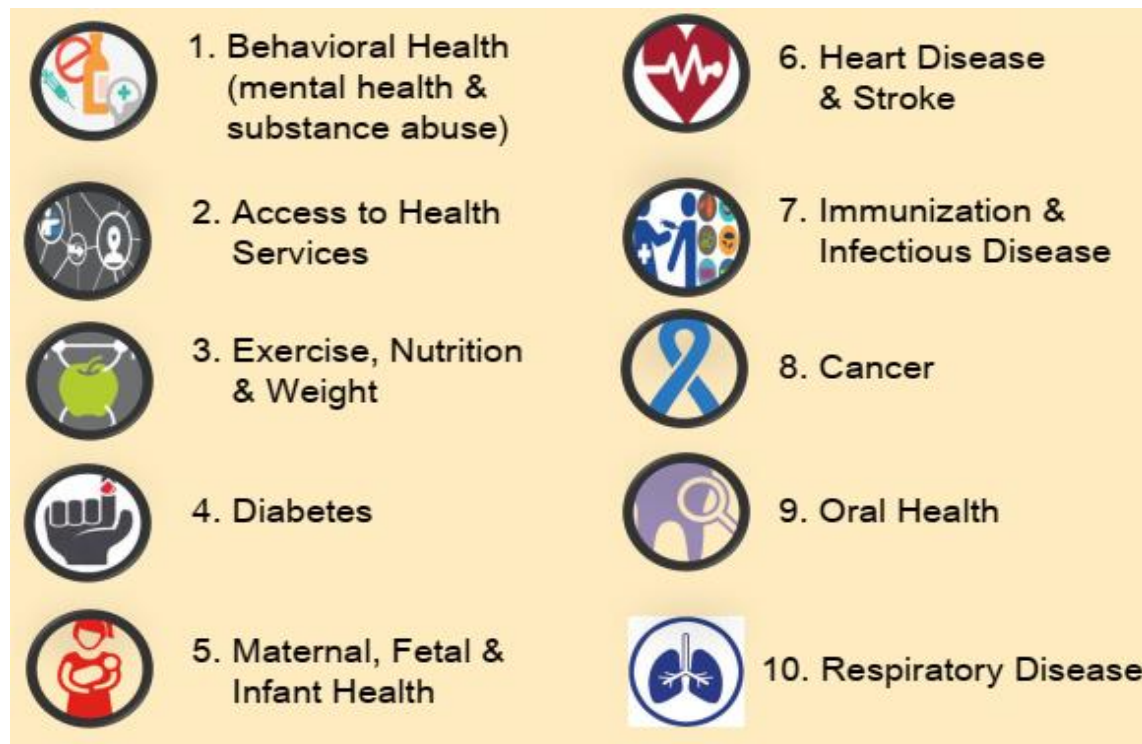 1. Behavioral Health
(mental health &
substance abuse)
2. Access to Health
Services
3. Exercise, Nutrition
& Weight
4. Diabetes
5. Maternal, Fetal &
Infant Health
6. Heart Disease
& Stroke
7. Immunization &
Infectious Disease
8. Cancer
9. Oral Health
10. Respiratory Disease